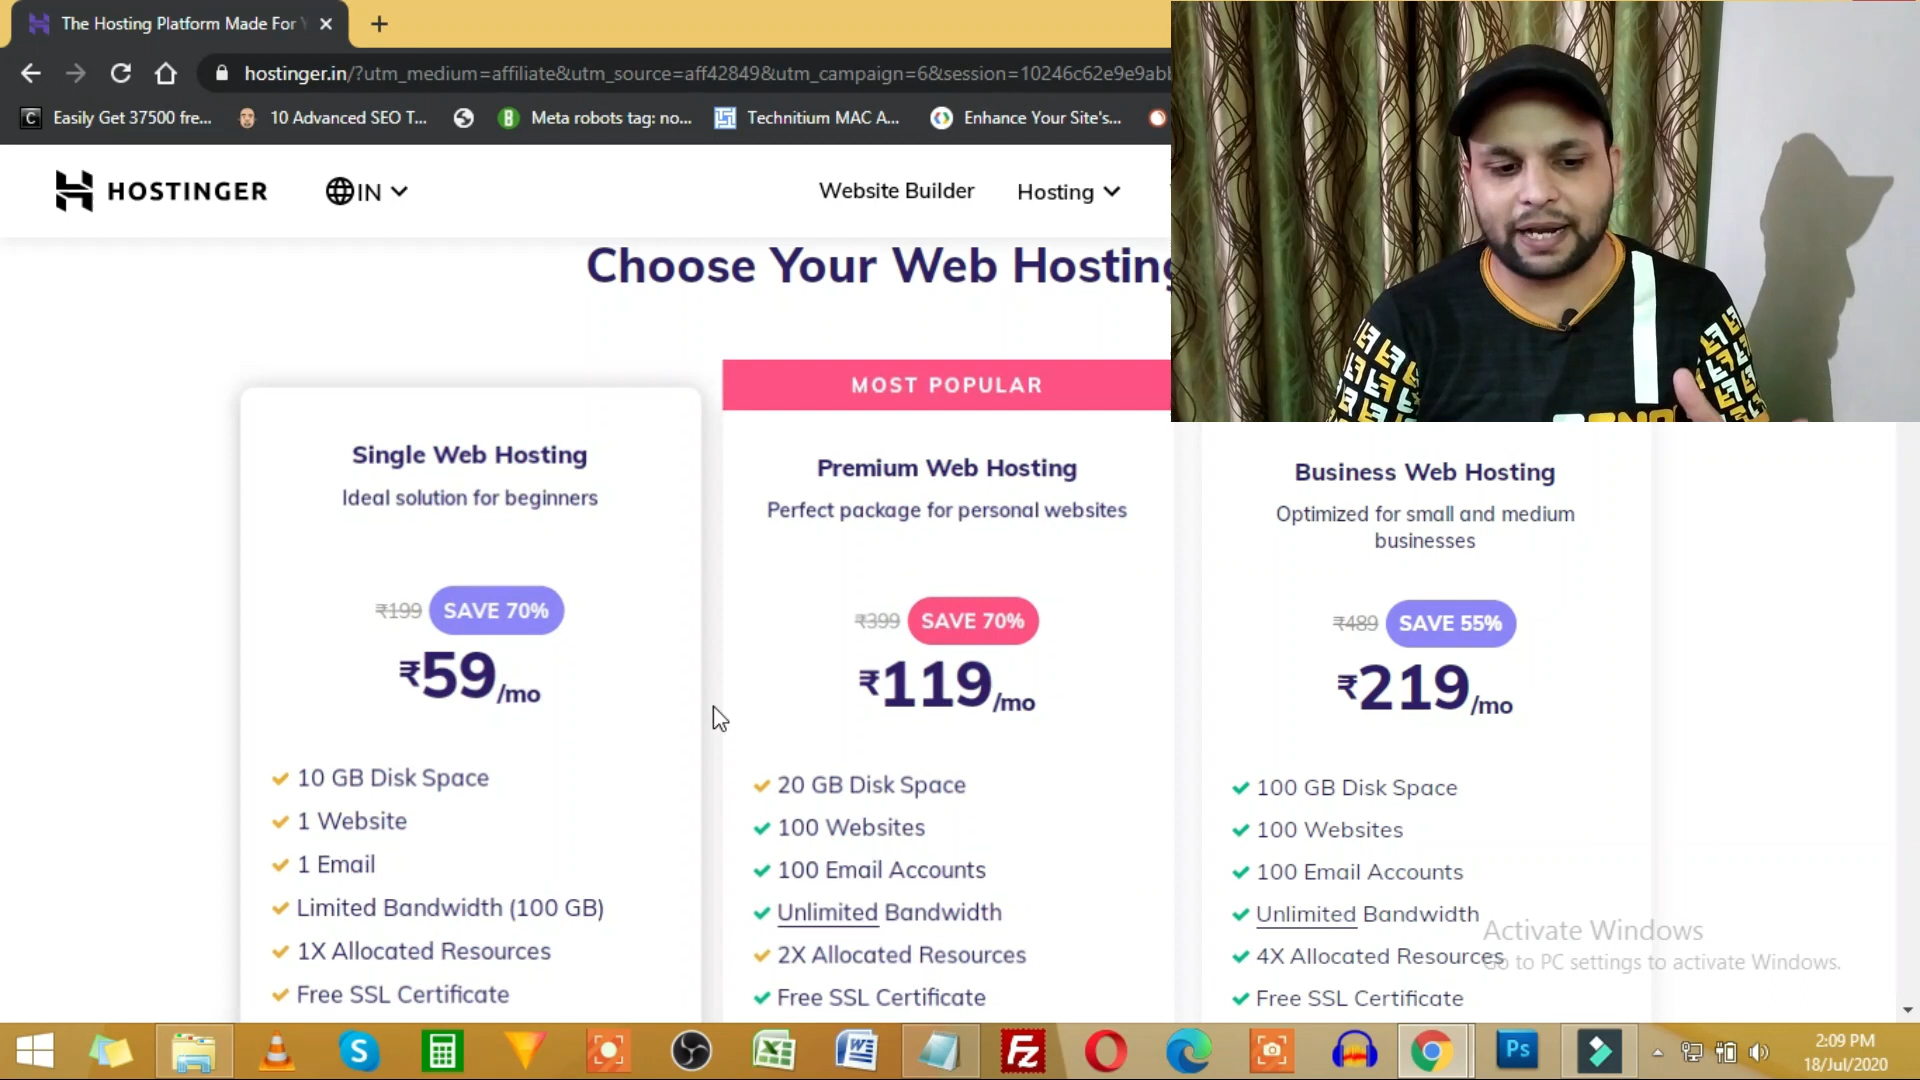 The Hosting Platform Made For
hostinger.in/?utm_medium=affiliate&utm_source=aff42849&utm_campaign=6&session=10246c62e9e9ab
Easily Get 37500 fre...
10 Advanced SEO T...
Meta robots tag: no...
Technitium MAC A...
Enhance Your Site's...
HOSTINGER
IN
Website Builder
Hosting
Choose Your Web Hosting
MOST POPULAR
Single Web Hosting
Ideal solution for beginners
₹199 SAVE 70%
₹59/mo
10 GB Disk Space
1 Website
1 Email
Limited Bandwidth (100 GB)
1X Allocated Resources
Free SSL Certificate
Premium Web Hosting
Perfect package for personal websites
₹399 SAVE 70%
₹119/mo
20 GB Disk Space
100 Websites
100 Email Accounts
Unlimited Bandwidth
2X Allocated Resources
Free SSL Certificate
Business Web Hosting
Optimized for small and medium
businesses
₹489 SAVE 55%
₹219/mo
100 GB Disk Space
100 Websites
100 Email Accounts
Unlimited Bandwidth
4X Allocated Resources
Free SSL Certificate
Activate Windows
Go to PC settings to activate Windows.
Ps
2:09 PM
18/Jul/2020